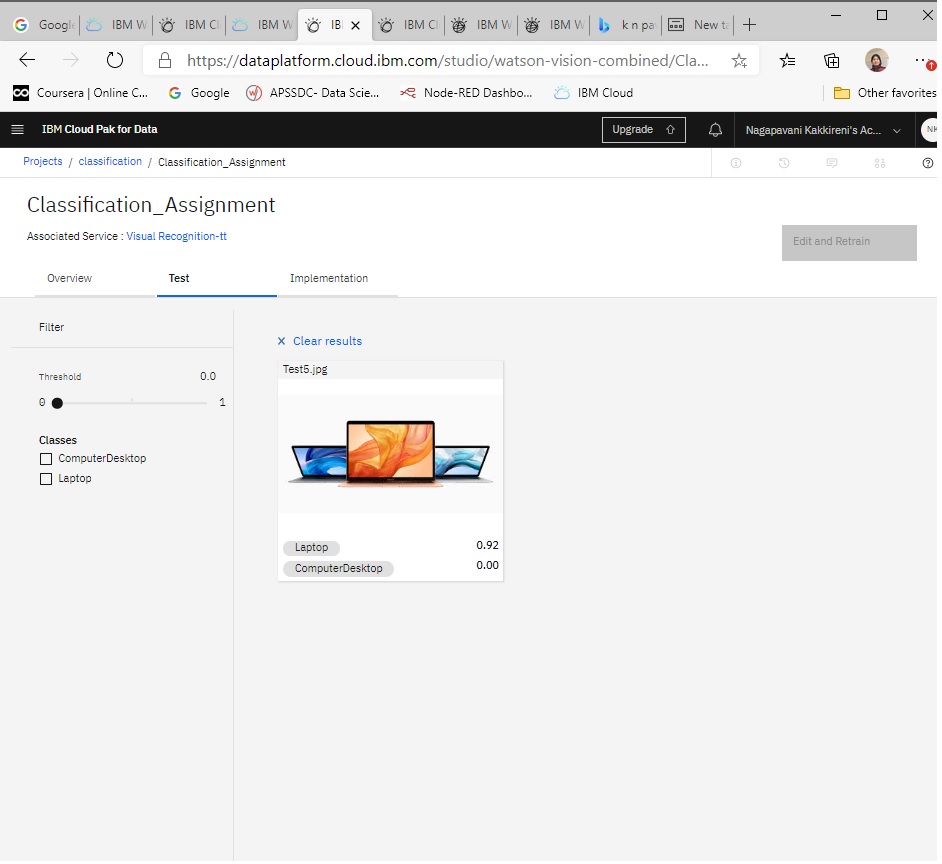 Google IBM W IBM Cl IBM W IB IBM Cl IBM W IBM W k n pa New ta
https://dataplatform.cloud.ibm.com/studio/watson-vision-combined/Cla...
Coursera | Online C... Google APSSDC- Data Scie... Node-RED Dashbo... IBM Cloud Other favorites
IBM Cloud Pak for Data Upgrade Nagapavani Kakkireni's Ac... NK
Projects / classification / Classification_Assignment
Classification_Assignment
Associated Service : Visual Recognition-tt
Edit and Retrain
Overview Test Implementation
Filter
Clear results
Test5.jpg
Threshold 0.0
0 1
Classes
ComputerDesktop
Laptop
Laptop 0.92
ComputerDesktop 0.00